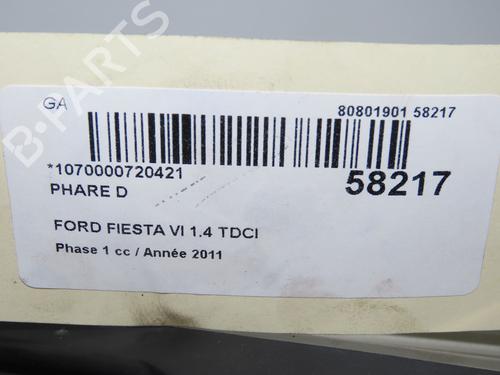 B-PARTS
GA
80801901 58217
*1070000720421
58217
PHARE D
FORD FIESTA VI 1.4 TDCI
Phase 1 cc / Année 2011